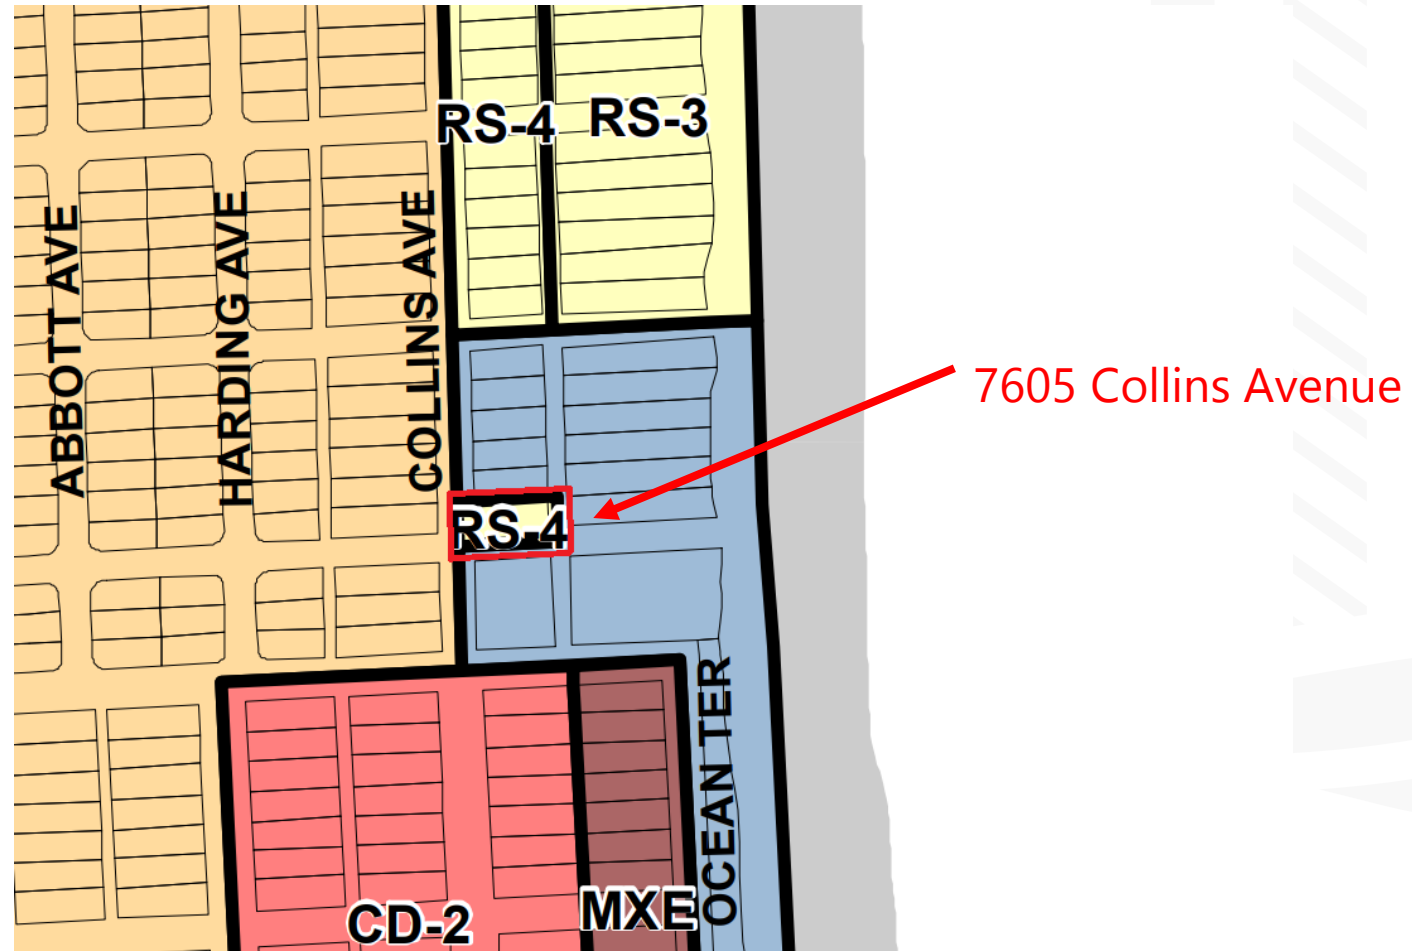 RS-4
RS-3
ABBOTT AVE
HARDING AVE
COLLINS AVE
7605 Collins Avenue
RS-4
OCEAN TER
CD-2
MXE